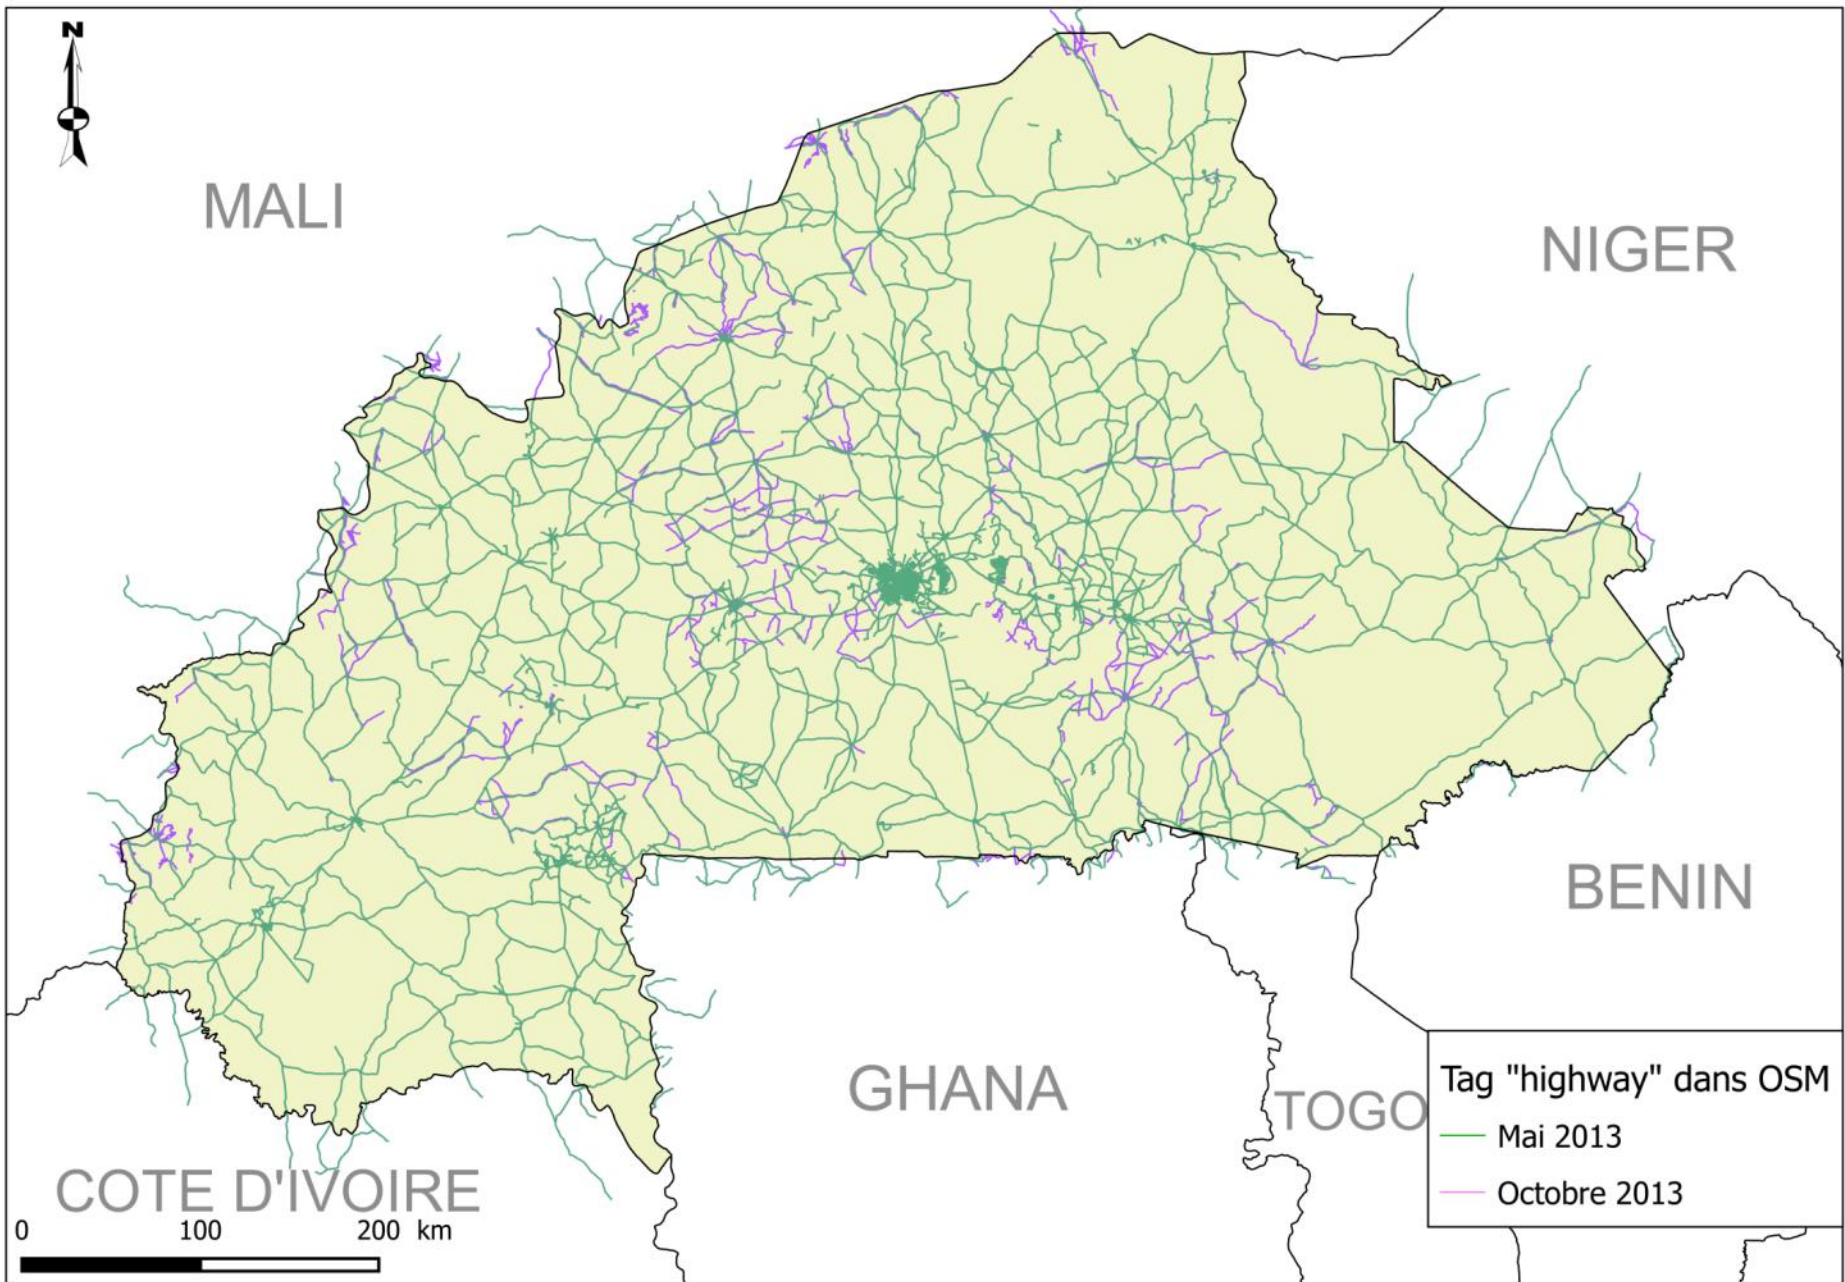 N
MALI
NIGER
BENIN
GHANA
TOGO
COTE D'IVOIRE
0 100 200 km
Tag "highway" dans OSM
Mai 2013
Octobre 2013